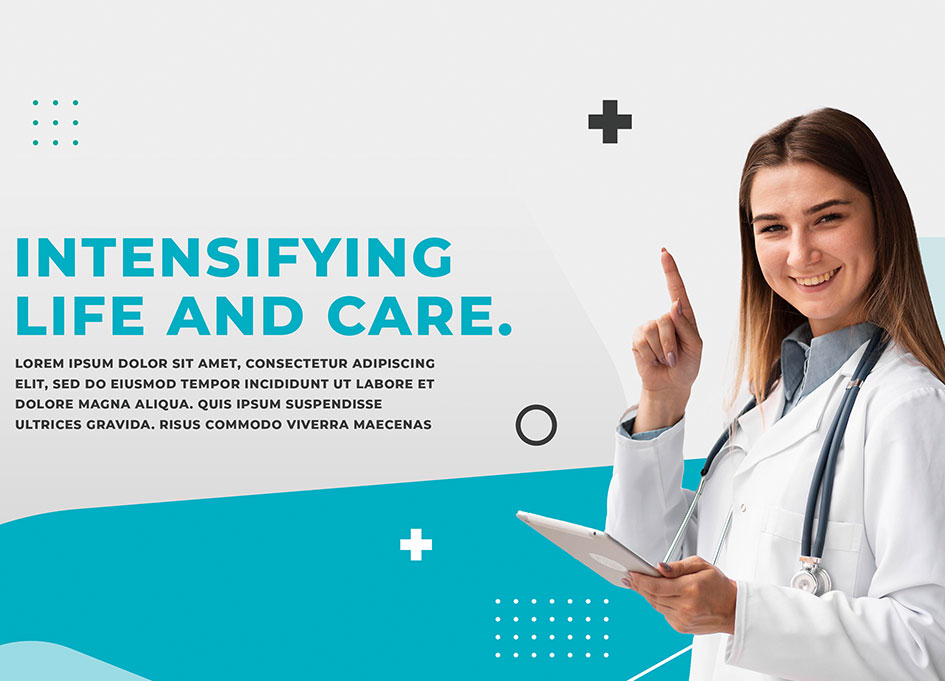 INTENSIFYING
LIFE AND CARE.
LOREM IPSUM DOLOR SIT AMET, CONSECTETUR ADIPISCING
ELIT, SED DO EIUSMOD TEMPOR INCIDIDUNT UT LABORE ET
DOLORE MAGNA ALIQUA. QUIS IPSUM SUSPENDISSE
ULTRICES GRAVIDA. RISUS COMMODO VIVERRA MAECENAS